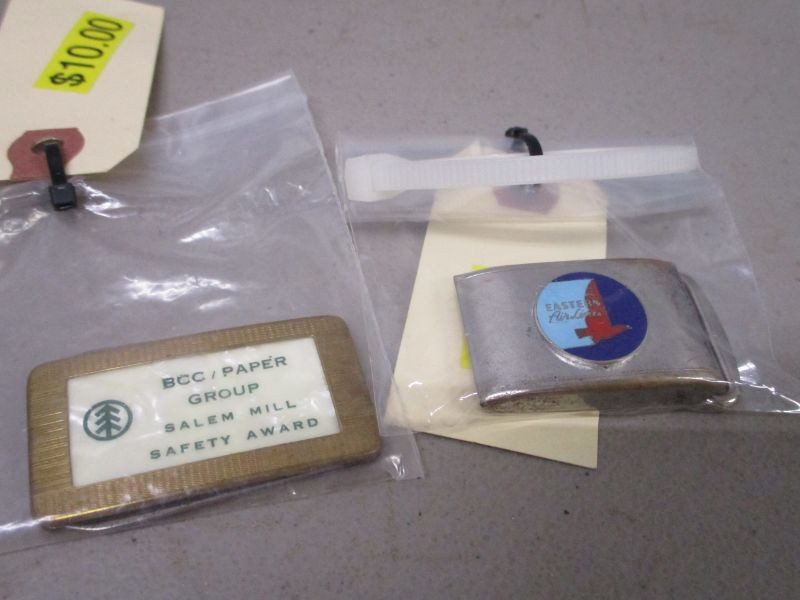 $10.00
BCC / PAPER
GROUP
SALEM MILL
SAFETY AWARD
EASTERN
Air Lines